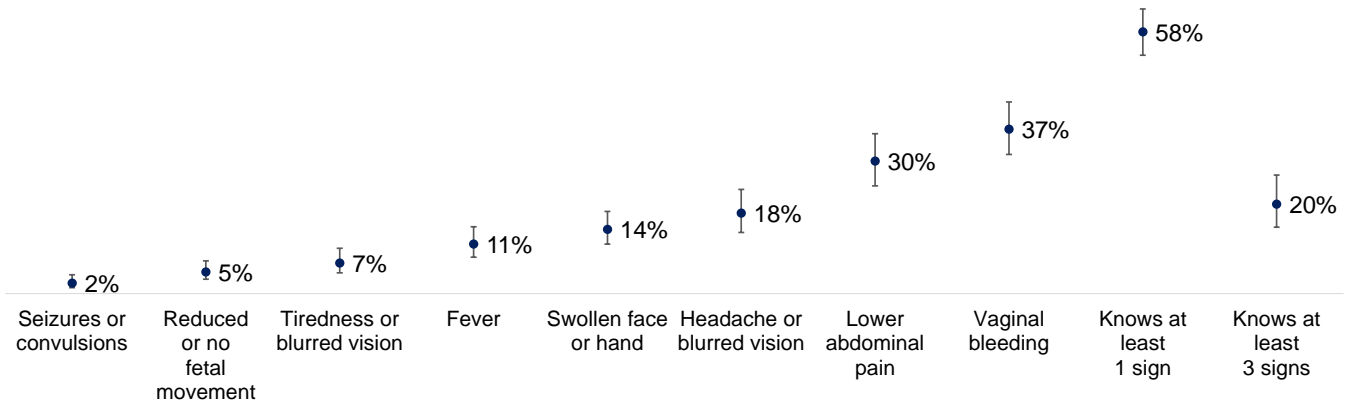 58%
37%
30%
20%
18%
14%
11%
7%
5%
2%
Seizures or
convulsions
Reduced
or no
fetal
movement
Tiredness or
blurred vision
Fever
Swollen face
or hand
Headache or
blurred vision
Lower
abdominal
pain
Vaginal
bleeding
Knows at
least
1 sign
Knows at
least
3 signs